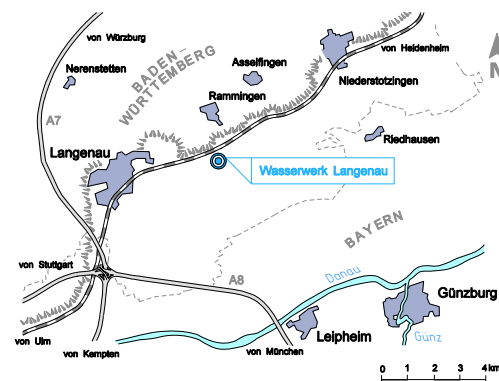 von Würzburg
von Heidenheim
N
Nerenstetten
BADEN-
WÜRTTEMBERG
Asselfingen
Niederstotzingen
Rammingen
A7
Riedhausen
Langenau
Wasserwerk Langenau
BAYERN
von Stuttgart
Donau
A8
Günzburg
von Ulm
Leipheim
Günz
von Kempten
von München
0 1 2 3 4 km